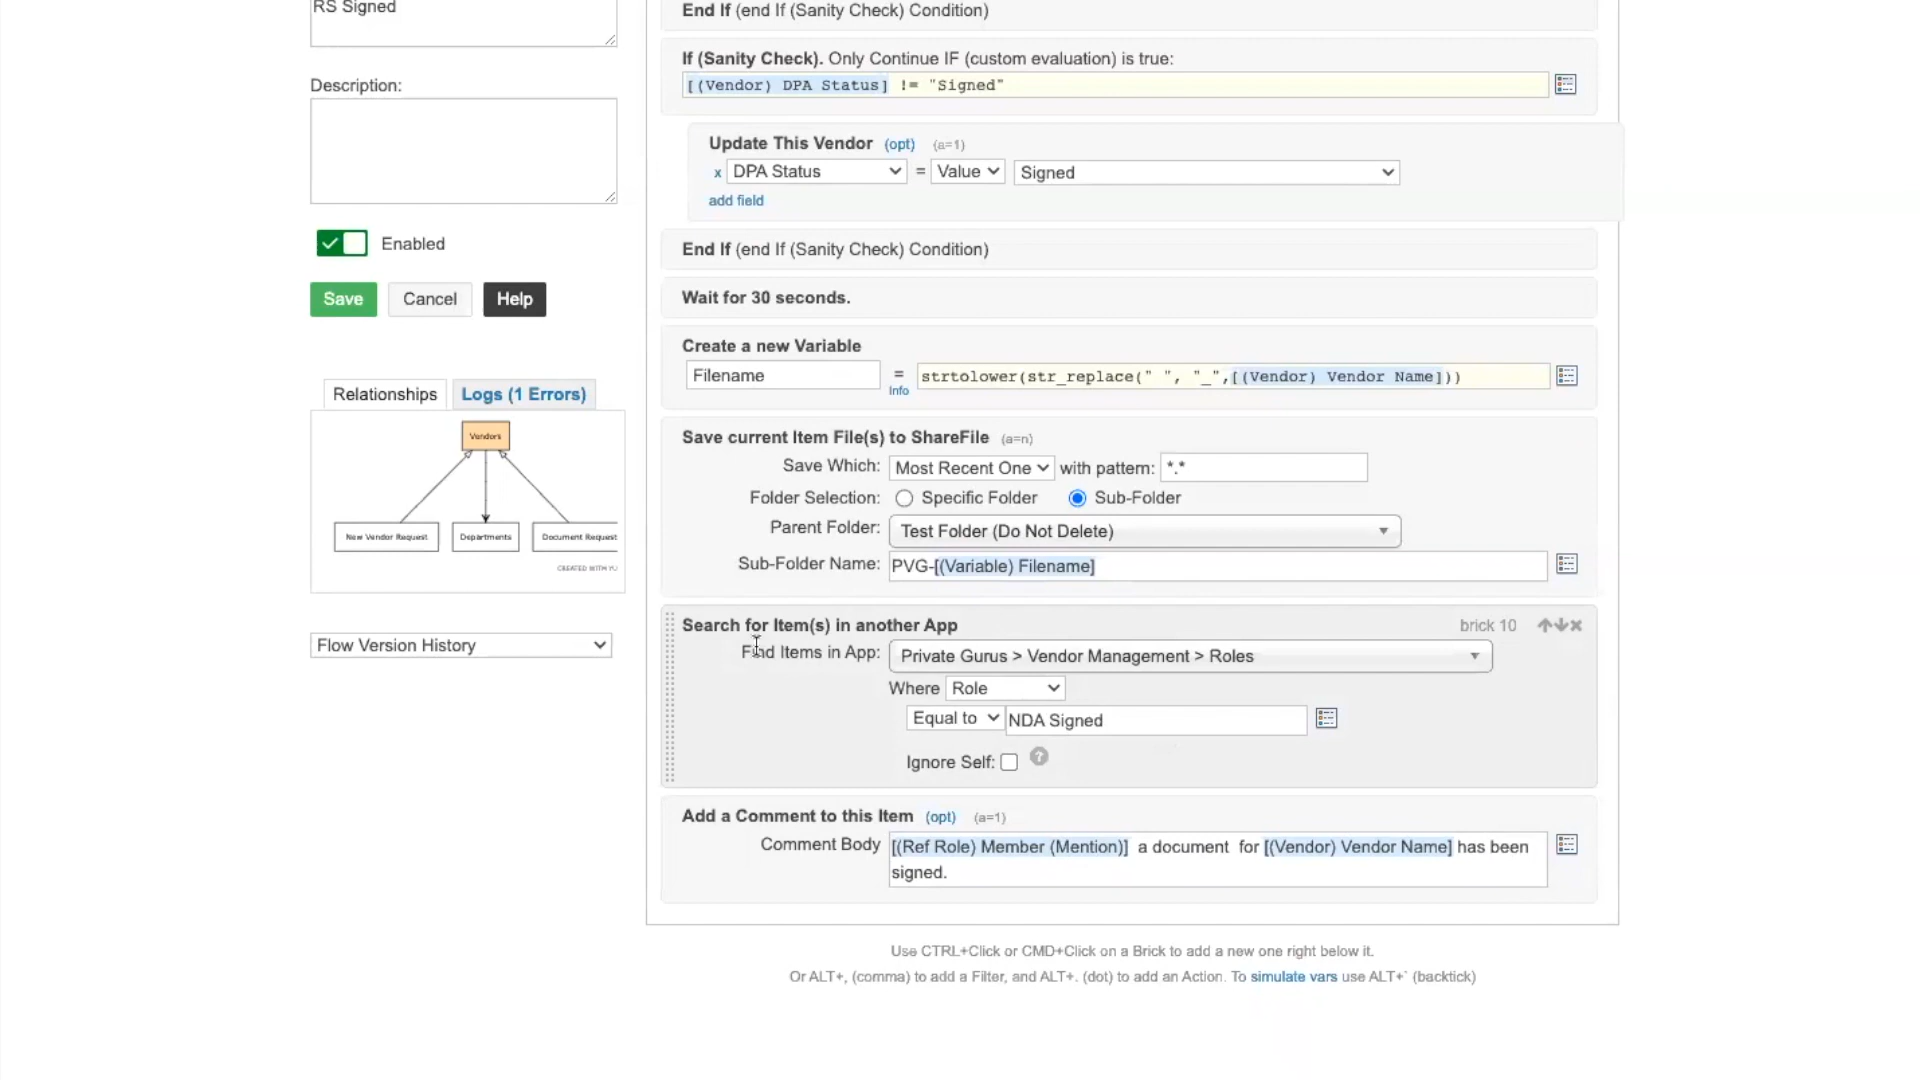 RS Signed
Description:
Enabled
Save Cancel Help
Relationships Logs (1 Errors)
Vendors
New Vendor Request Departments Document Request
CREATED WITH YU
Flow Version History
End If (end If (Sanity Check) Condition)
If (Sanity Check). Only Continue IF (custom evaluation) is true:
[(Vendor) DPA Status] != "Signed"
Update This Vendor (opt) (a=1)
x DPA Status = Value Signed
add field
End If (end If (Sanity Check) Condition)
Wait for 30 seconds.
Create a new Variable
Filename = strtolower(str_replace(" ", "_",[(Vendor) Vendor Name]))
Info
Save current Item File(s) to ShareFile (a=n)
Save Which: Most Recent One with pattern: *.*
Folder Selection: Specific Folder Sub-Folder
Parent Folder: Test Folder (Do Not Delete)
Sub-Folder Name: PVG-[(Variable) Filename]
Search for Item(s) in another App brick 10
Find Items in App: Private Gurus > Vendor Management > Roles
Where Role
Equal to NDA Signed
Ignore Self: ?
Add a Comment to this Item (opt) (a=1)
Comment Body [(Ref Role) Member (Mention)] a document for [(Vendor) Vendor Name] has been
signed.
Use CTRL+Click or CMD+Click on a Brick to add a new one right below it.
Or ALT+, (comma) to add a Filter, and ALT+. (dot) to add an Action. To simulate vars use ALT+` (backtick)